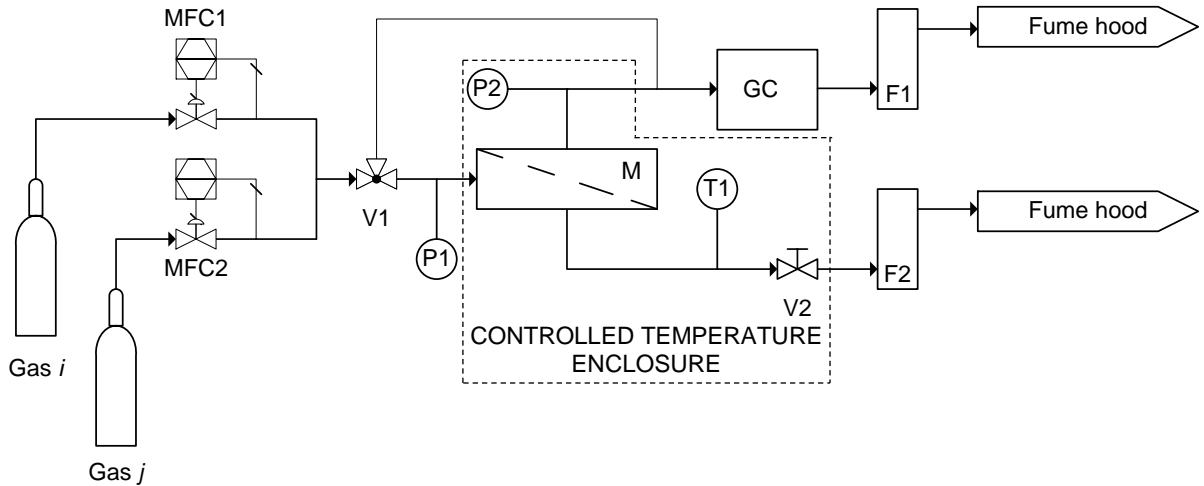 MFC1
Fume hood
P2
GC
F1
M
T1
V1
Fume hood
P1
MFC2
F2
V2
CONTROLLED TEMPERATURE
ENCLOSURE
Gas i
Gas j